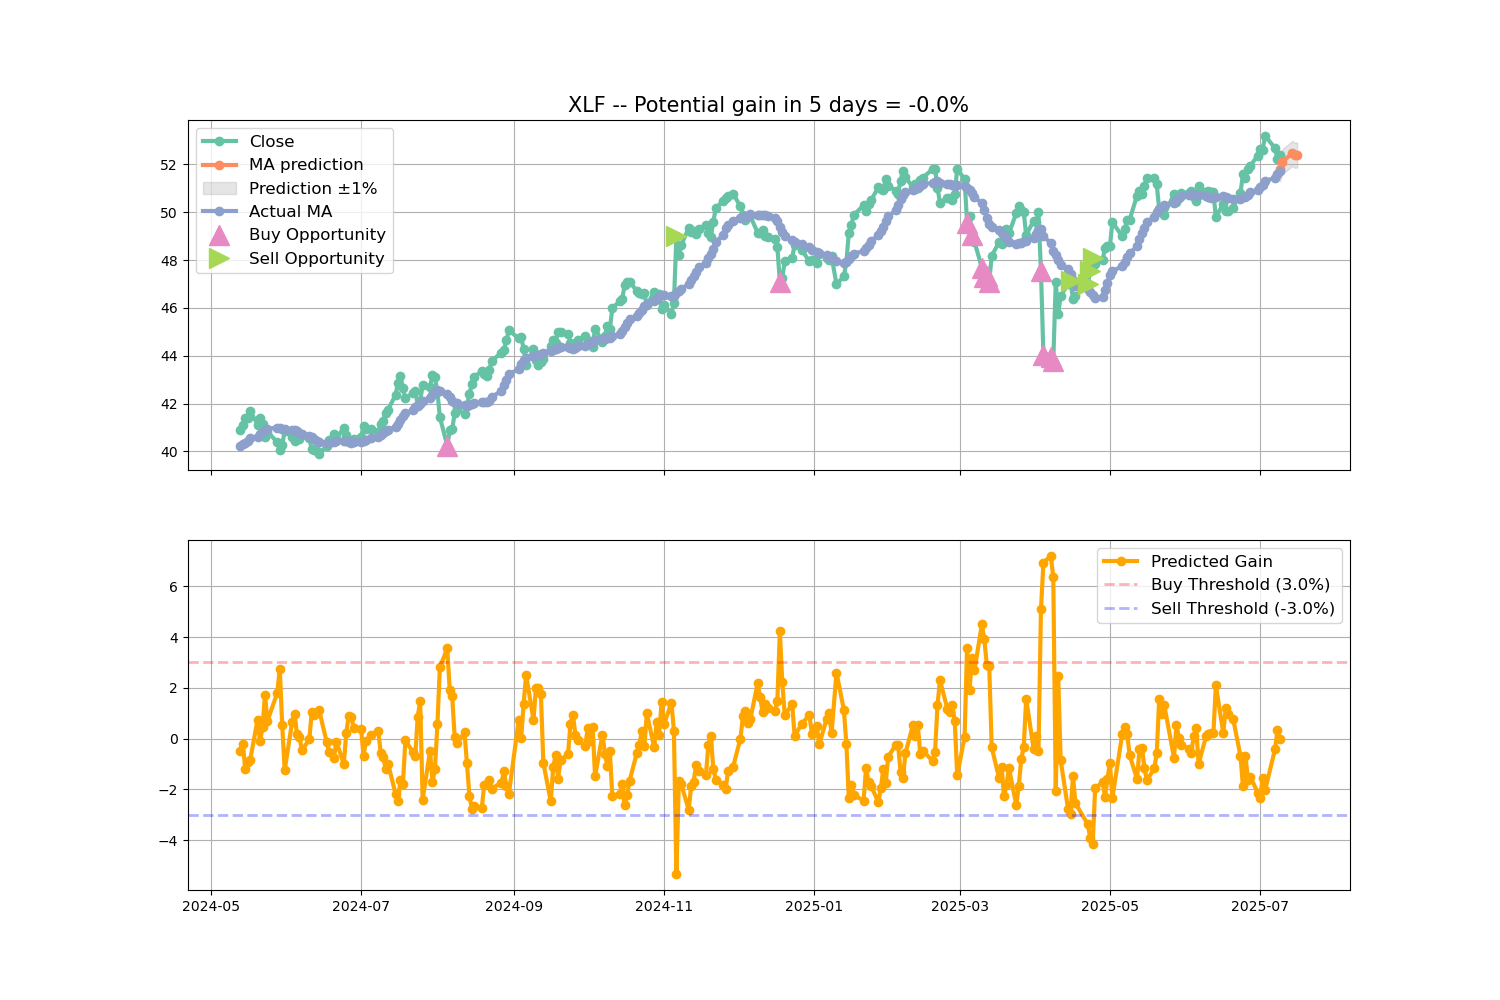 XLF -- Potential gain in 5 days = -0.0%
Close
MA prediction
Prediction ±1%
Actual MA
Buy Opportunity
Sell Opportunity
52
50
48
46
44
42
40
Predicted Gain
Buy Threshold (3.0%)
Sell Threshold (-3.0%)
6
4
2
0
−2
−4
2024-05
2024-07
2024-09
2024-11
2025-01
2025-03
2025-05
2025-07